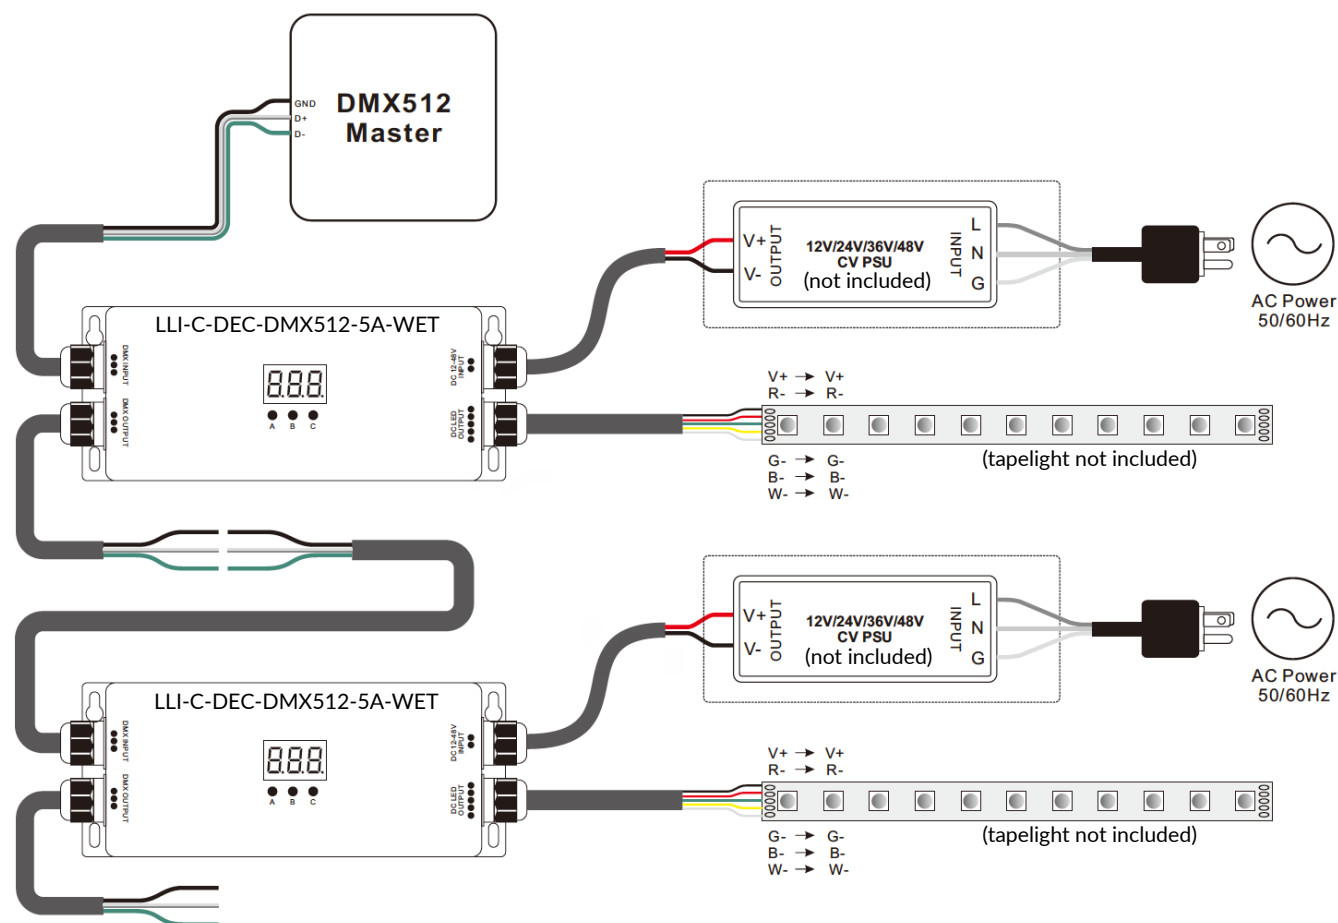 DMX512
Master
GND
D+
D-
V+
V-
OUTPUT
12V/24V/36V/48V
CV PSU
(not included)
INPUT
L
N
G
AC Power
50/60Hz
LLI-C-DEC-DMX512-5A-WET
DMX INPUT
DMX OUTPUT
8.8.8.
A B C
DC 12-48V
INPUT
DC LED
OUTPUT
V+ → V+
R- → R-
G- → G-
B- → B-
W- → W-
(tapelight not included)
V+
V-
OUTPUT
12V/24V/36V/48V
CV PSU
(not included)
INPUT
L
N
G
AC Power
50/60Hz
LLI-C-DEC-DMX512-5A-WET
DMX INPUT
DMX OUTPUT
8.8.8.
A B C
DC 12-48V
INPUT
DC LED
OUTPUT
V+ → V+
R- → R-
G- → G-
B- → B-
W- → W-
(tapelight not included)